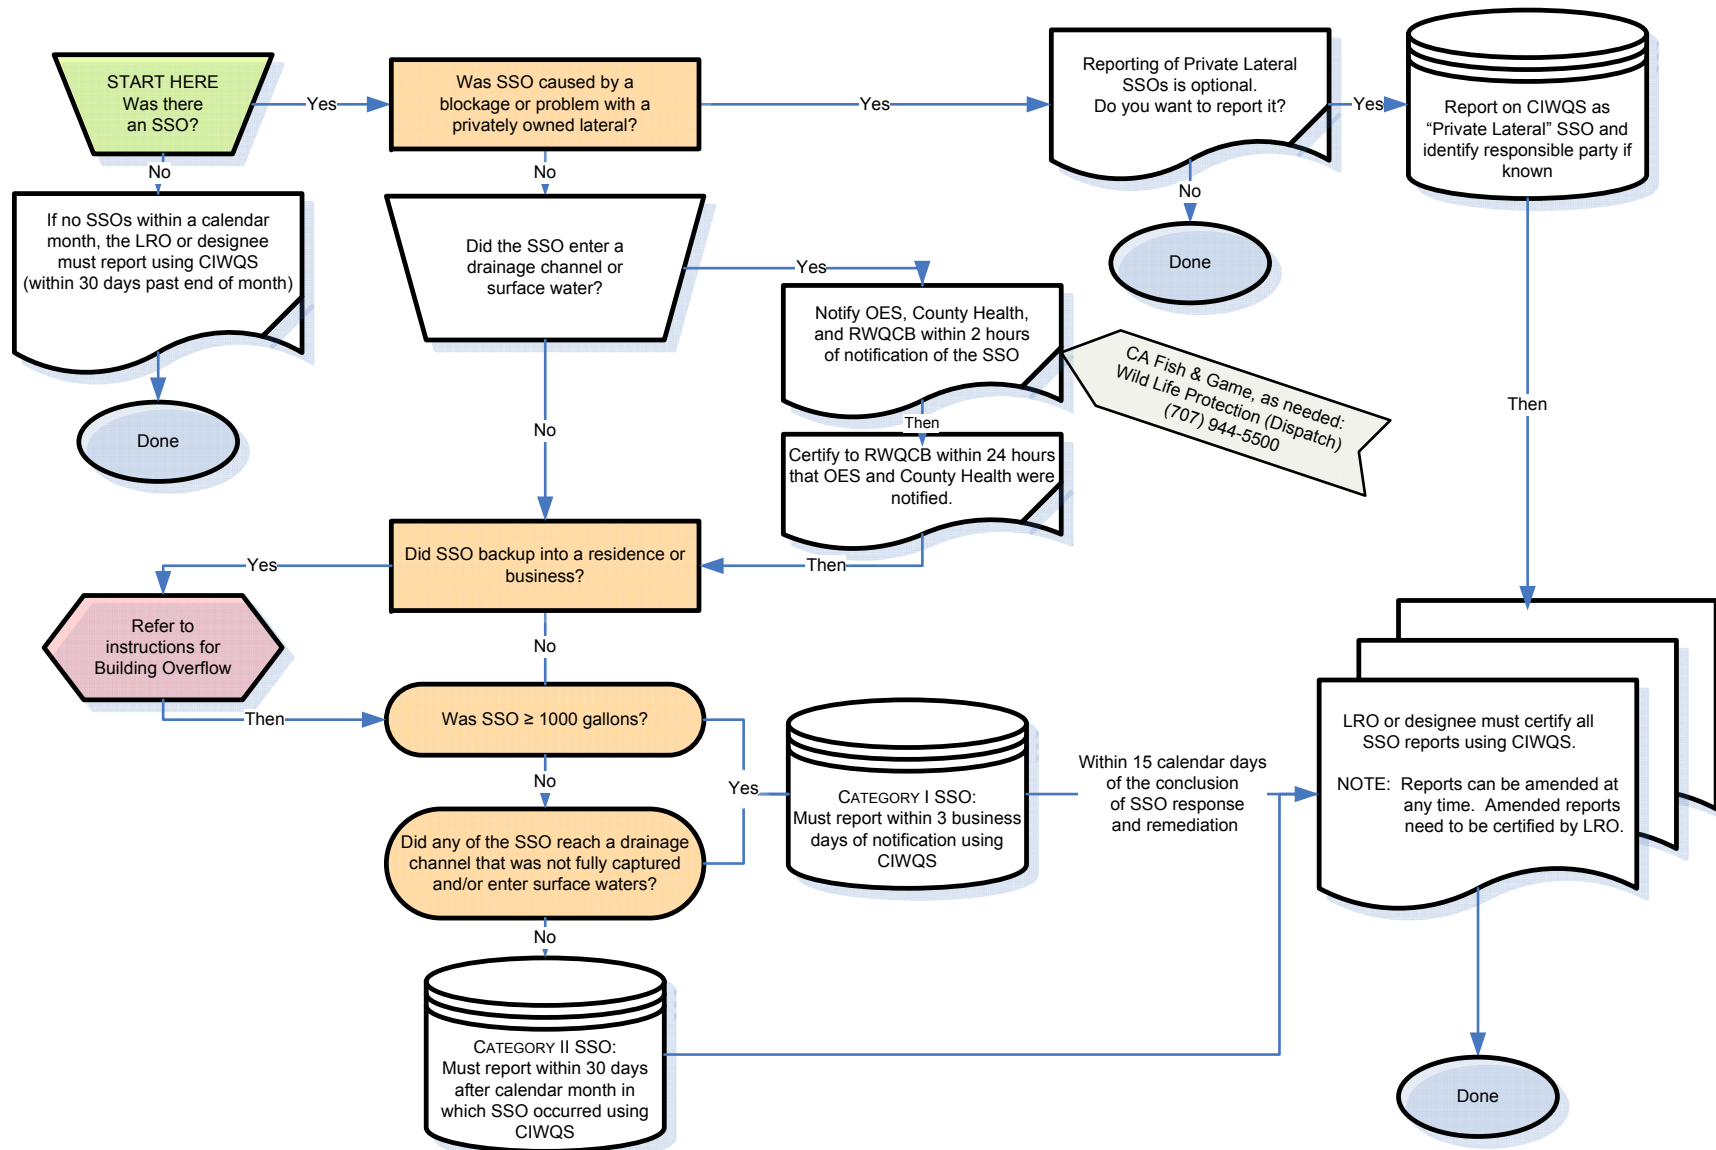 START HERE
Was there
an SSO?
Yes
Was SSO caused by a
blockage or problem with a
privately owned lateral?
Yes
Reporting of Private Lateral
SSOs is optional.
Do you want to report it?
Yes
Report on CIWQS as
“Private Lateral” SSO and
identify responsible party if
known
No
If no SSOs within a calendar
month, the LRO or designee
must report using CIWQS
(within 30 days past end of month)
Done
No
Did the SSO enter a
drainage channel or
surface water?
Yes
No
Done
Notify OES, County Health,
and RWQCB within 2 hours
of notification of the SSO
CA Fish & Game, as needed:
Wild Life Protection (Dispatch)
(707) 944-5500
Then
Certify to RWQCB within 24 hours
that OES and County Health were
notified.
Then
No
Then
Did SSO backup into a residence or
business?
Yes
Refer to
instructions for
Building Overflow
Then
No
Was SSO ≥ 1000 gallons?
No
Yes
Did any of the SSO reach a drainage
channel that was not fully captured
and/or enter surface waters?
CATEGORY I SSO:
Must report within 3 business
days of notification using
CIWQS
Within 15 calendar days
of the conclusion
of SSO response
and remediation
LRO or designee must certify all
SSO reports using CIWQS.
NOTE: Reports can be amended at
any time. Amended reports
need to be certified by LRO.
No
CATEGORY II SSO:
Must report within 30 days
after calendar month in
which SSO occurred using
CIWQS
Done